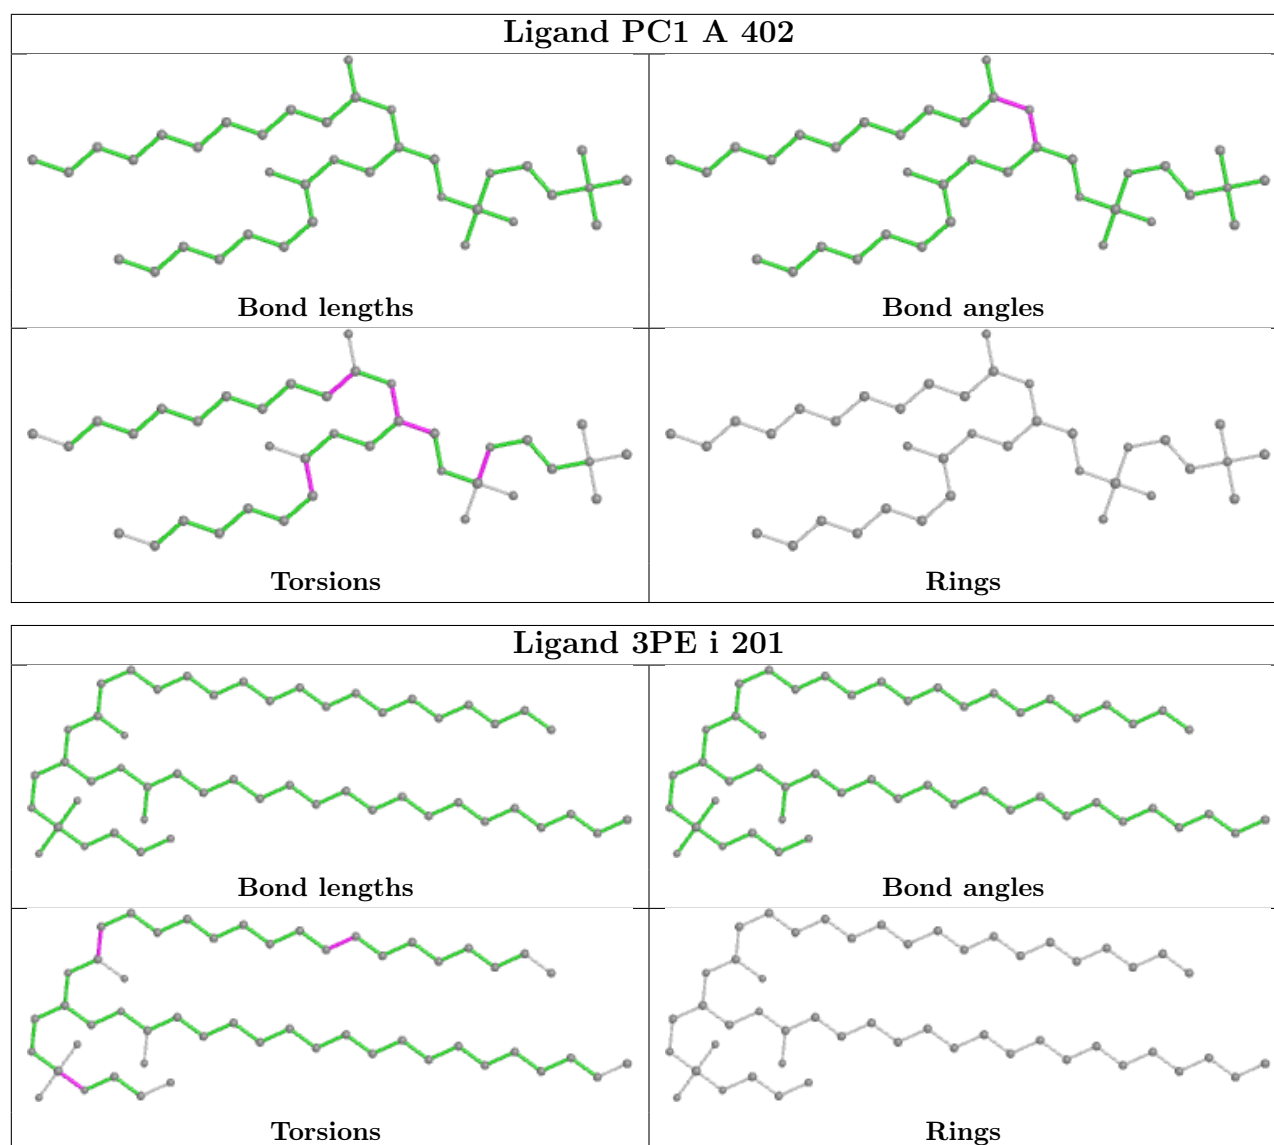 Ligand PC1 A 402
Bond lengths
Bond angles
Torsions
Rings
Ligand 3PE i 201
Bond lengths
Bond angles
Torsions
Rings